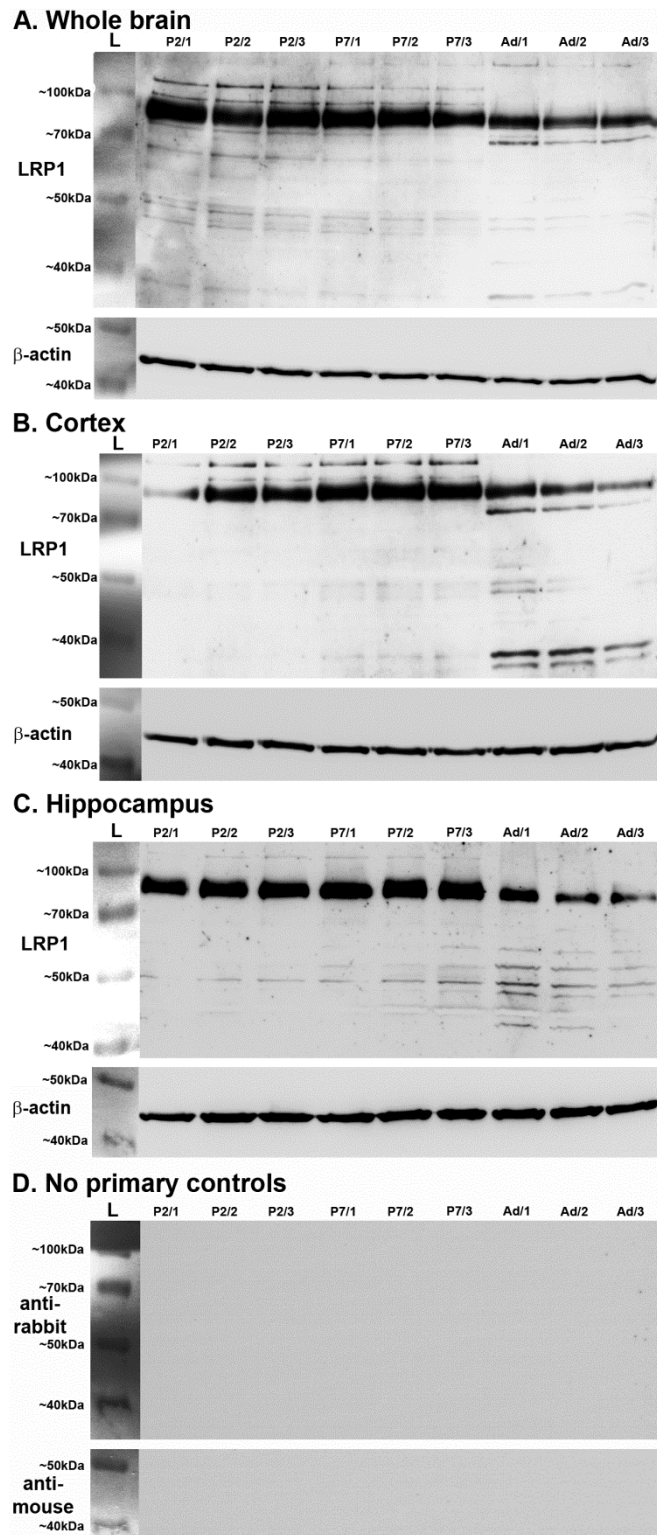 A. Whole brain
L P2/1 P2/2 P2/3 P7/1 P7/2 P7/3 Ad/1 Ad/2 Ad/3
~100kDa
~70kDa
LRP1
~50kDa
~40kDa
~50kDa
β-actin
~40kDa
B. Cortex
L P2/1 P2/2 P2/3 P7/1 P7/2 P7/3 Ad/1 Ad/2 Ad/3
~100kDa
~70kDa
LRP1
~50kDa
~40kDa
~50kDa
β-actin
~40kDa
C. Hippocampus
L P2/1 P2/2 P2/3 P7/1 P7/2 P7/3 Ad/1 Ad/2 Ad/3
~100kDa
~70kDa
LRP1
~50kDa
~40kDa
~50kDa
β-actin
~40kDa
D. No primary controls
L P2/1 P2/2 P2/3 P7/1 P7/2 P7/3 Ad/1 Ad/2 Ad/3
~100kDa
~70kDa
anti-
rabbit
~50kDa
~40kDa
~50kDa
anti-
mouse
~40kDa